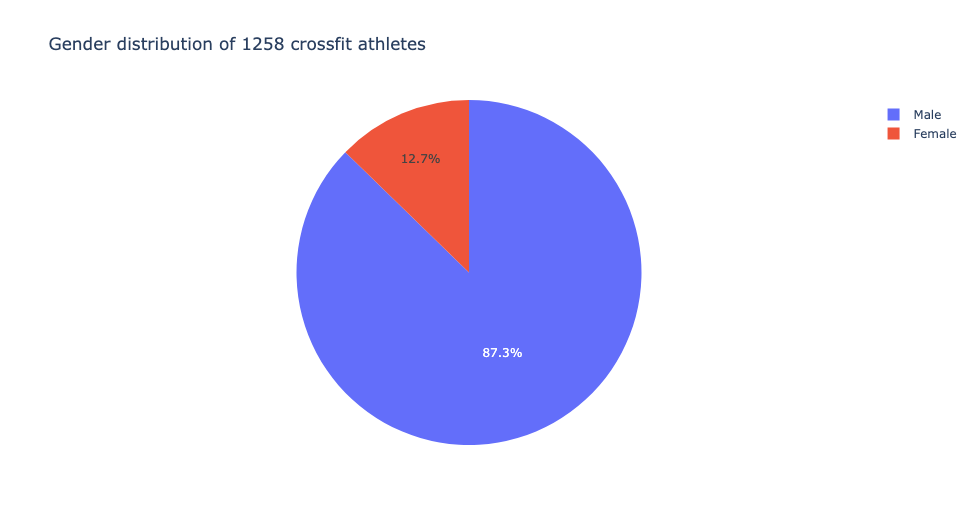 Gender distribution of 1258 crossfit athletes
Male
Female
12.7%
87.3%